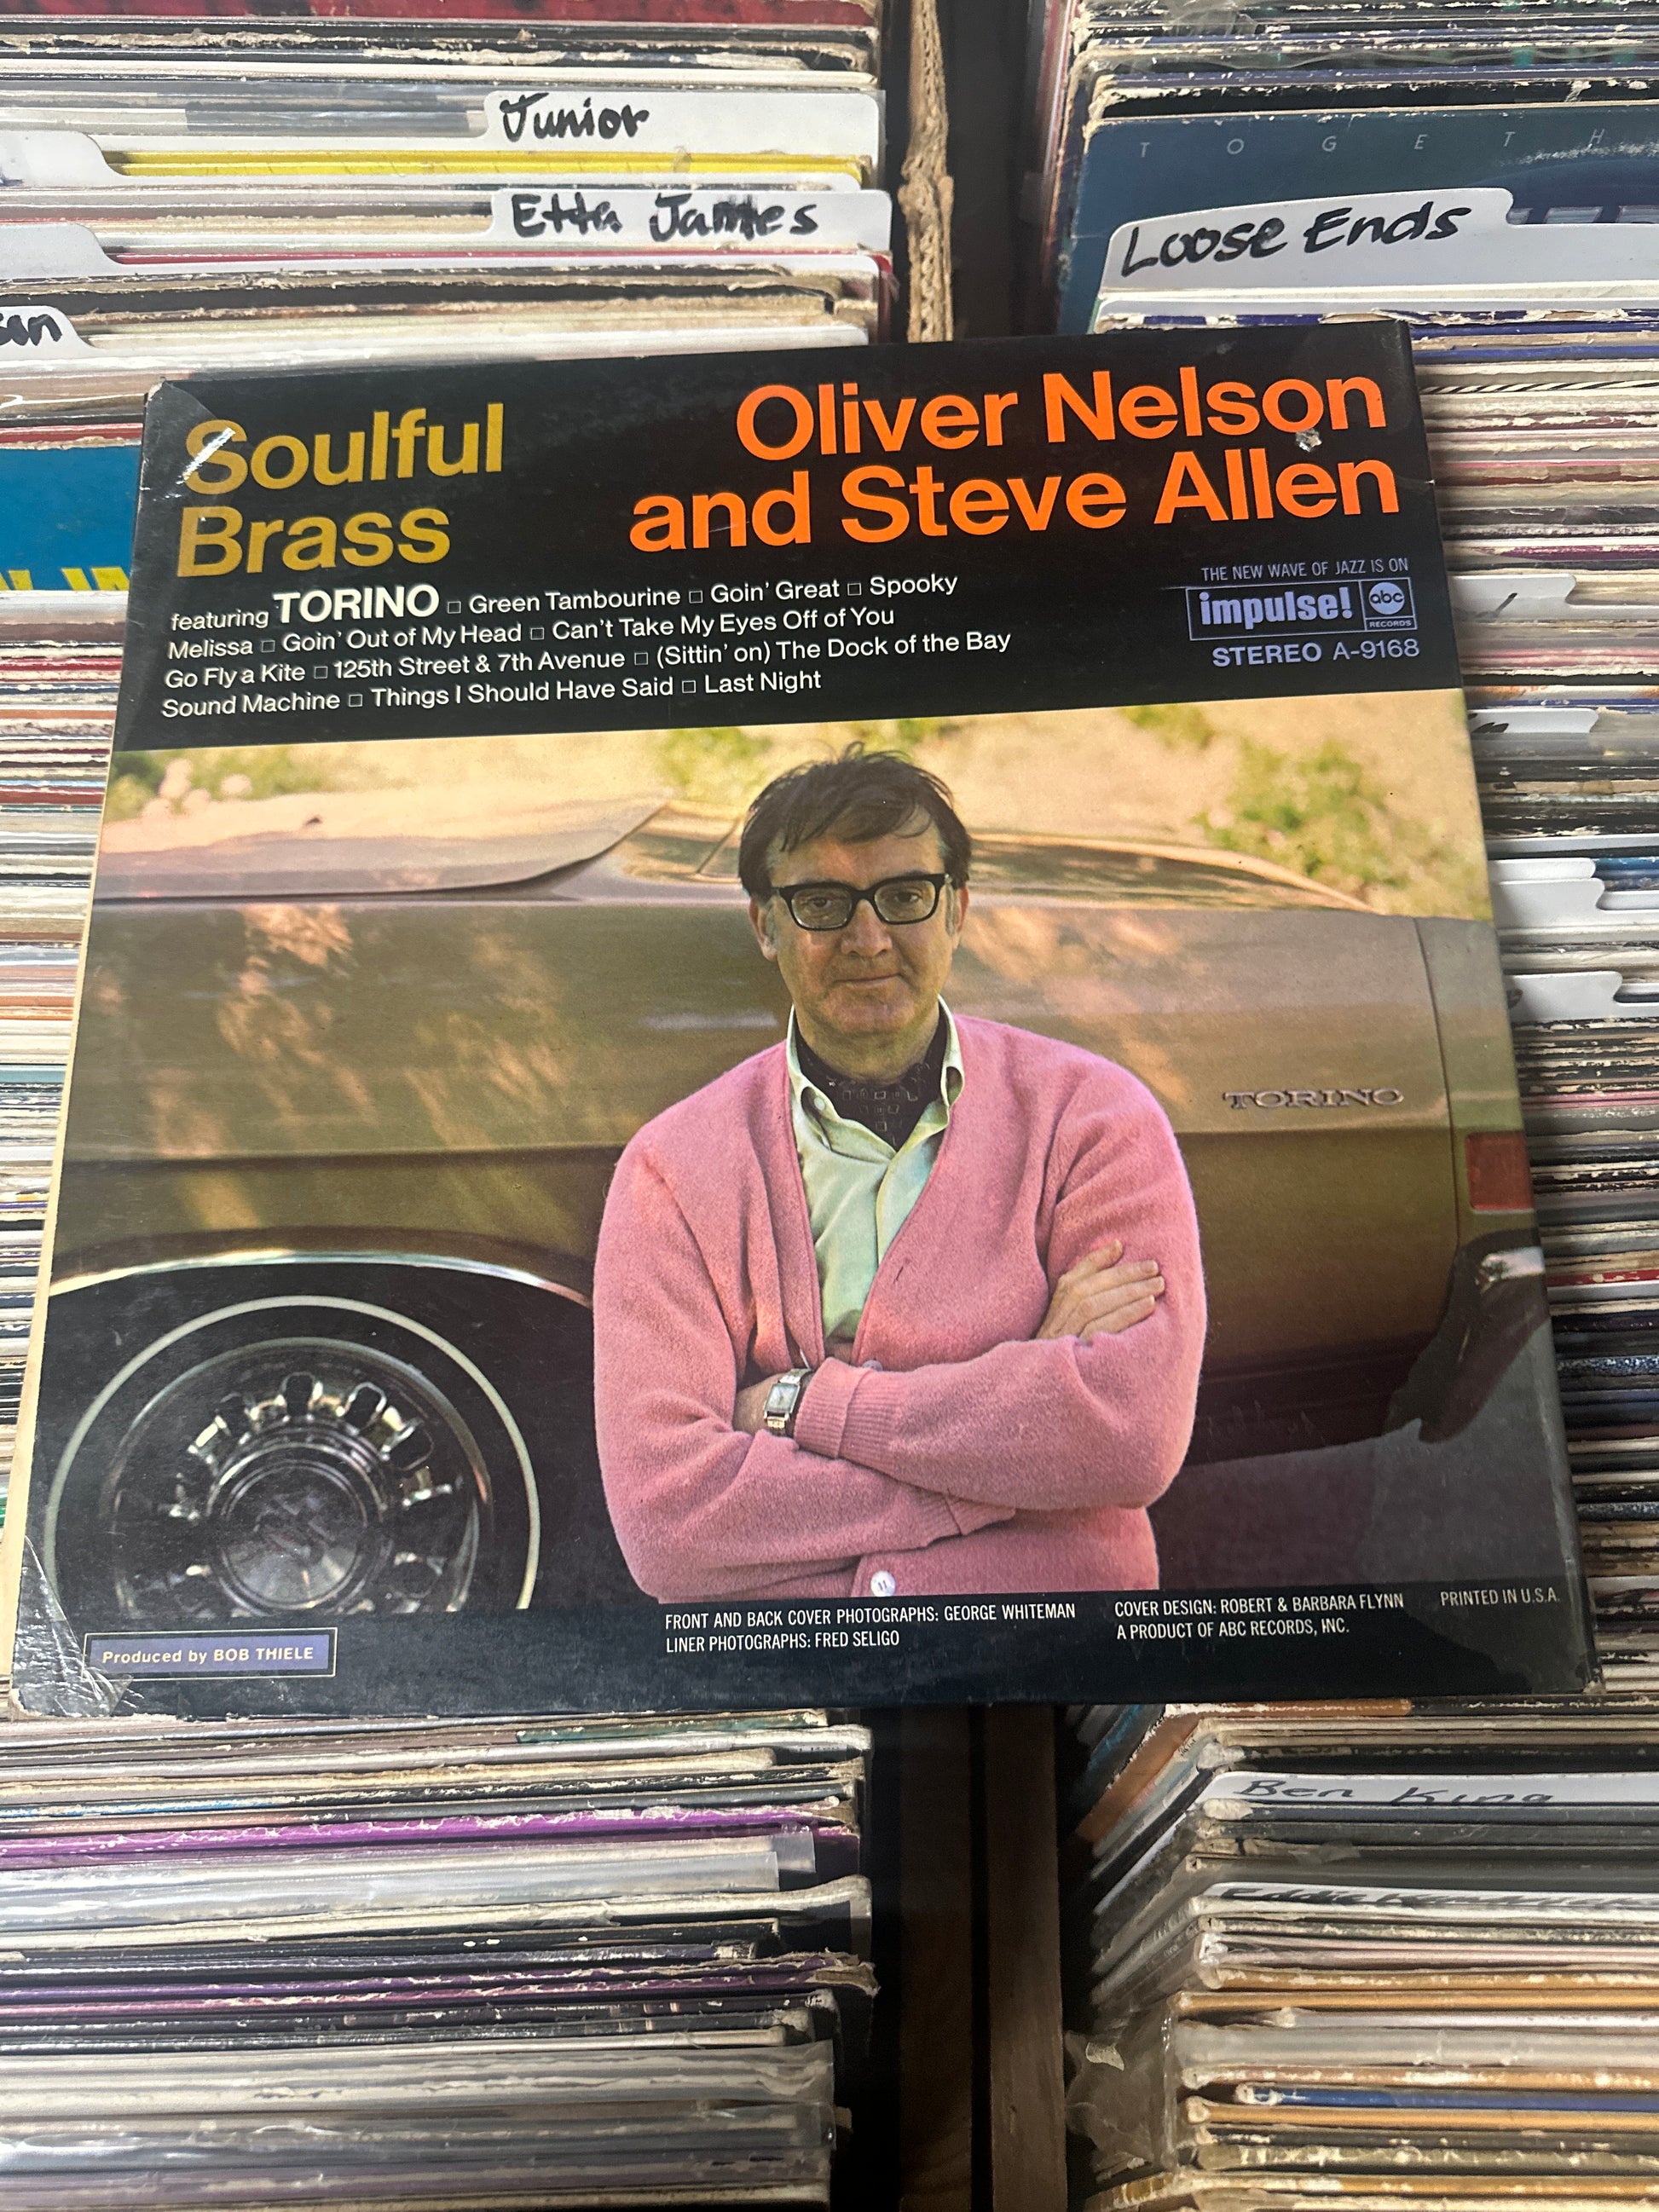 Junior
Etta James
TOGETH
Loose Ends
Soulful
Brass
Oliver Nelson
and Steve Allen
featuring TORINO □ Green Tambourine □ Goin' Great □ Spooky
Melissa □ Goin' Out of My Head □ Can't Take My Eyes Off of You
Go Fly a Kite □ 125th Street & 7th Avenue □ (Sittin' on) The Dock of the Bay
Sound Machine □ Things I Should Have Said □ Last Night
THE NEW WAVE OF JAZZ IS ON
impulse! abc RECORDS
STEREO A-9168
TORINO
Produced by BOB THIELE
FRONT AND BACK COVER PHOTOGRAPHS: GEORGE WHITEMAN
LINER PHOTOGRAPHS: FRED SELIGO
COVER DESIGN: ROBERT & BARBARA FLYNN
A PRODUCT OF ABC RECORDS, INC.
PRINTED IN U.S.A.
Ben King
Eddie